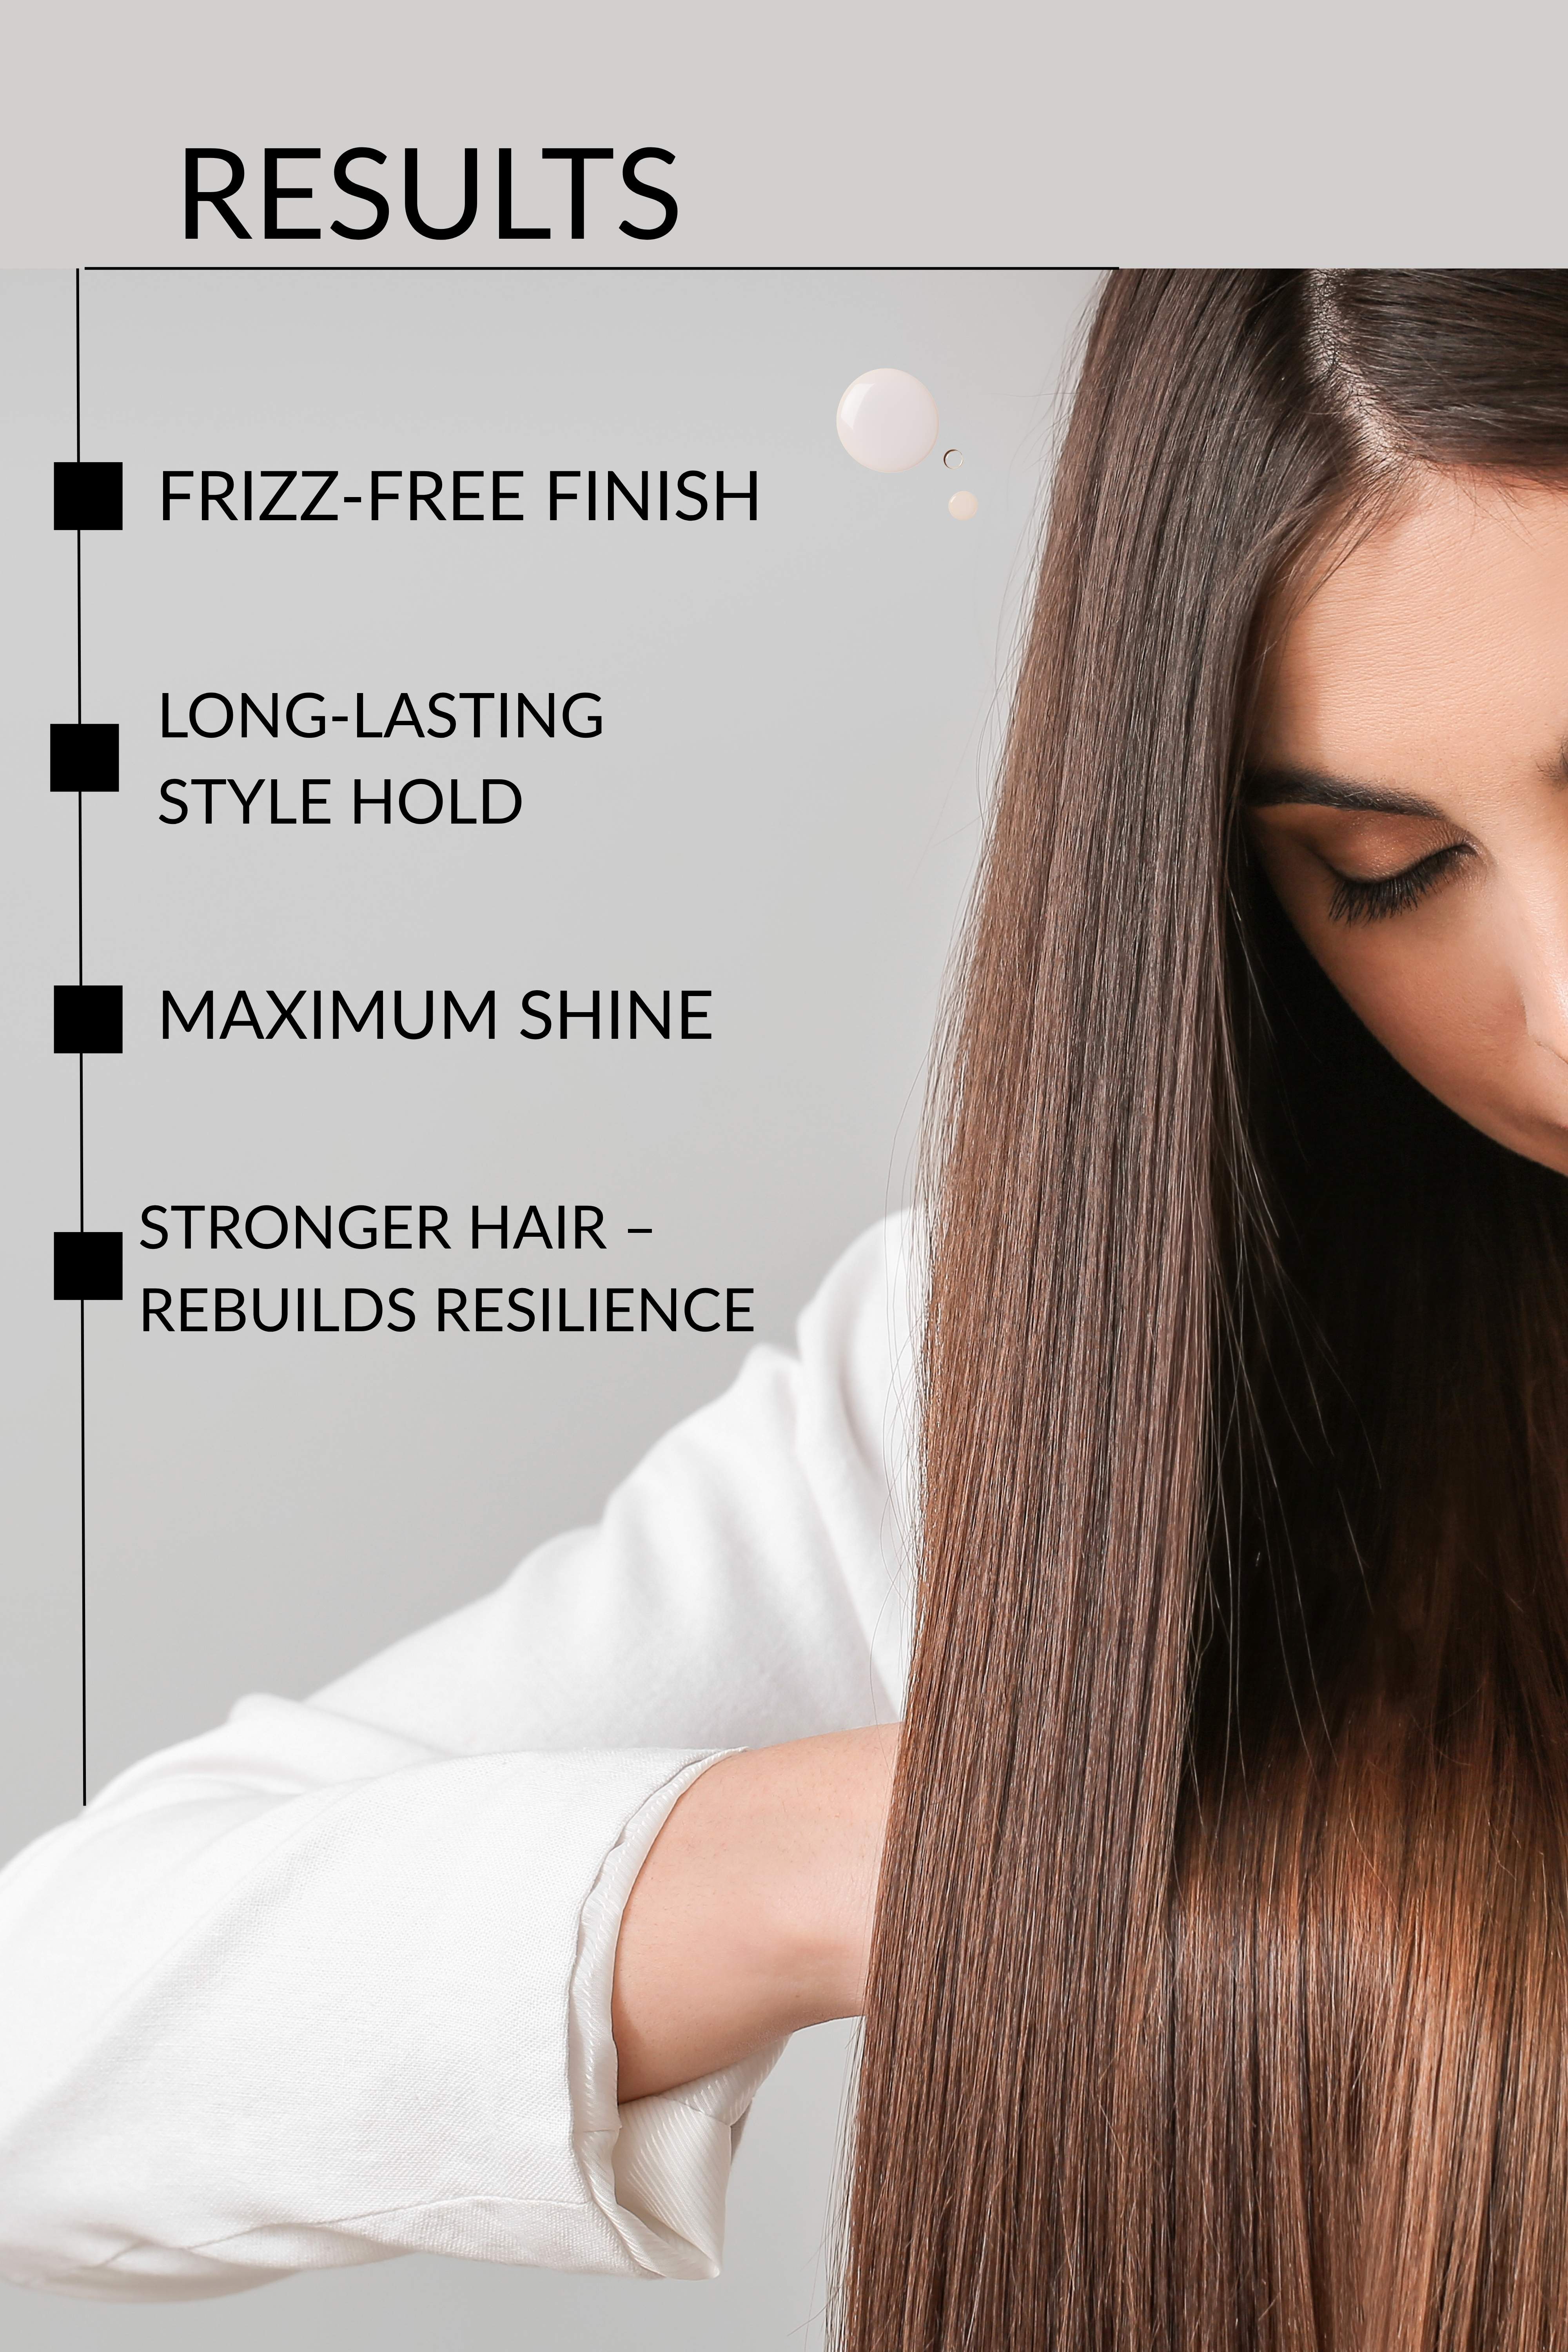 RESULTS
FRIZZ-FREE FINISH
LONG-LASTING
STYLE HOLD
MAXIMUM SHINE
STRONGER HAIR –
REBUILDS RESILIENCE